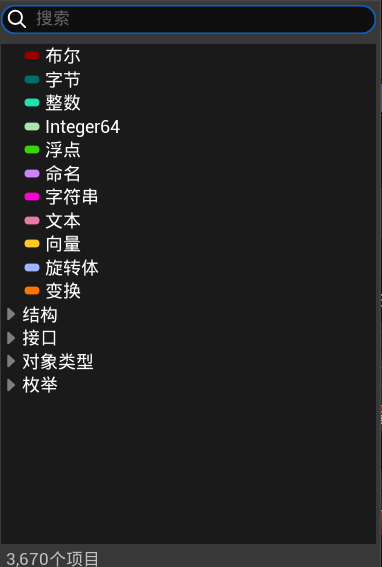 搜索
布尔
字节
整数
Integer64
浮点
命名
字符串
文本
向量
旋转体
变换
结构
接口
对象类型
枚举
3,670个项目